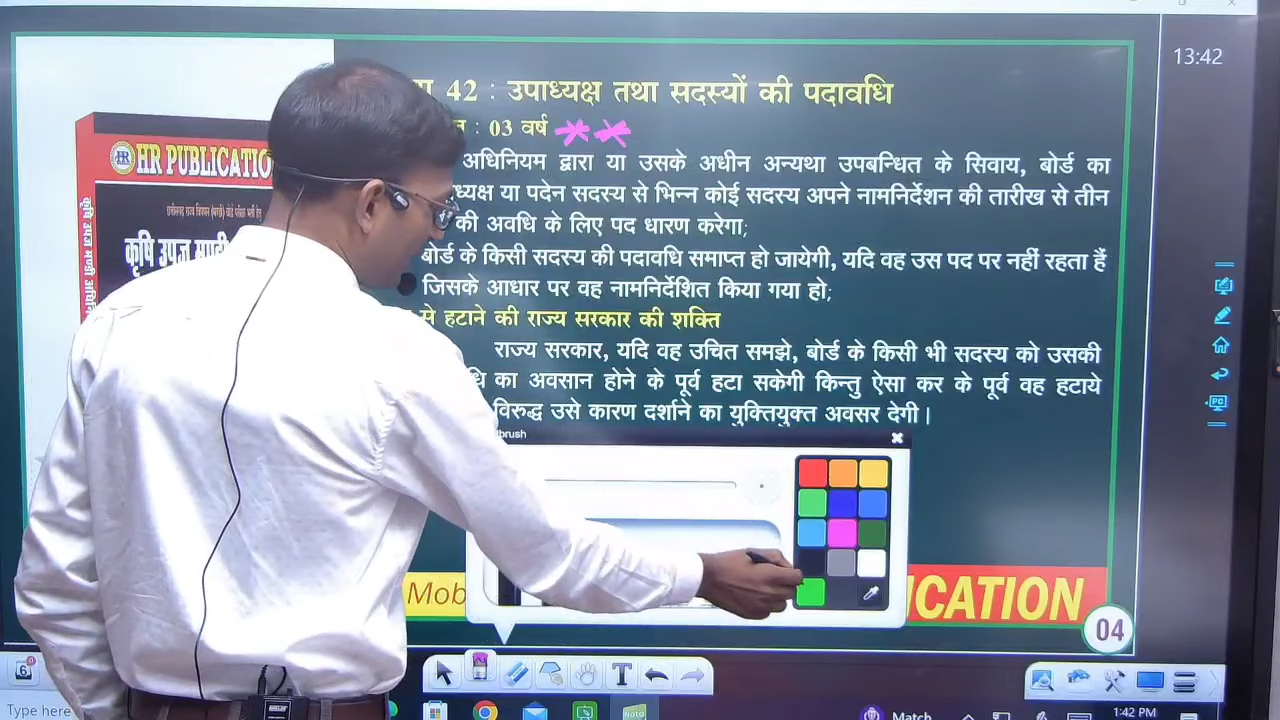 13:42
42 : उपाध्यक्ष तथा सदस्यों की पदावधि
: 03 वर्ष
HR PUBLICATIO
अधिनियम द्वारा या उसके अधीन अन्यथा उपबन्धित के सिवाय, बोर्ड का
ध्यक्ष या पदेन सदस्य से भिन्न कोई सदस्य अपने नामनिर्देशन की तारीख से तीन
की अवधि के लिए पद धारण करेगा;
कृषि उपज मण्डी
बोर्ड के किसी सदस्य की पदावधि समाप्त हो जायेगी, यदि वह उस पद पर नहीं रहता हैं
जिसके आधार पर वह नामनिर्देशित किया गया हो;
से हटाने की राज्य सरकार की शक्ति
राज्य सरकार, यदि वह उचित समझे, बोर्ड के किसी भी सदस्य को उसकी
धि का अवसान होने के पूर्व हटा सकेगी किन्तु ऐसा कर के पूर्व वह हटाये
विरुद्ध उसे कारण दर्शाने का युक्तियुक्त अवसर देगी।
brush
Mob
ICATION
04
Type here
Match
1:42 PM